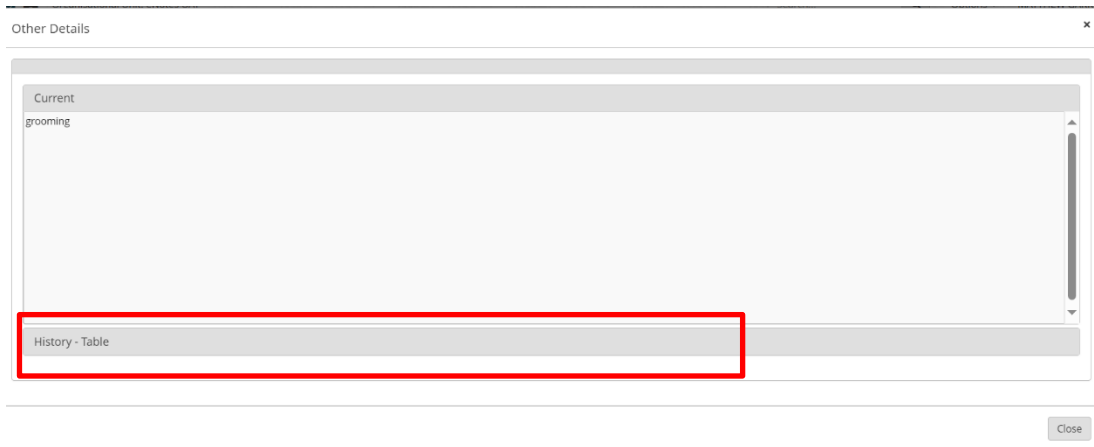 Other Details
×
Current
grooming
History - Table
Close